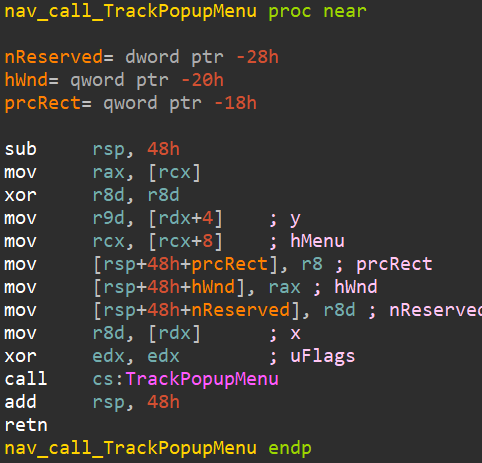 nav_call_TrackPopupMenu proc near
nReserved= dword ptr -28h
hWnd= qword ptr -20h
prcRect= qword ptr -18h
sub rsp, 48h
mov rax, [rcx]
xor r8d, r8d
mov r9d, [rdx+4] ; y
mov rcx, [rcx+8] ; hMenu
mov [rsp+48h+prcRect], r8 ; prcRect
mov [rsp+48h+hWnd], rax ; hWnd
mov [rsp+48h+nReserved], r8d ; nReserved
mov r8d, [rdx] ; x
xor edx, edx ; uFlags
call cs:TrackPopupMenu
add rsp, 48h
retn
nav_call_TrackPopupMenu endp